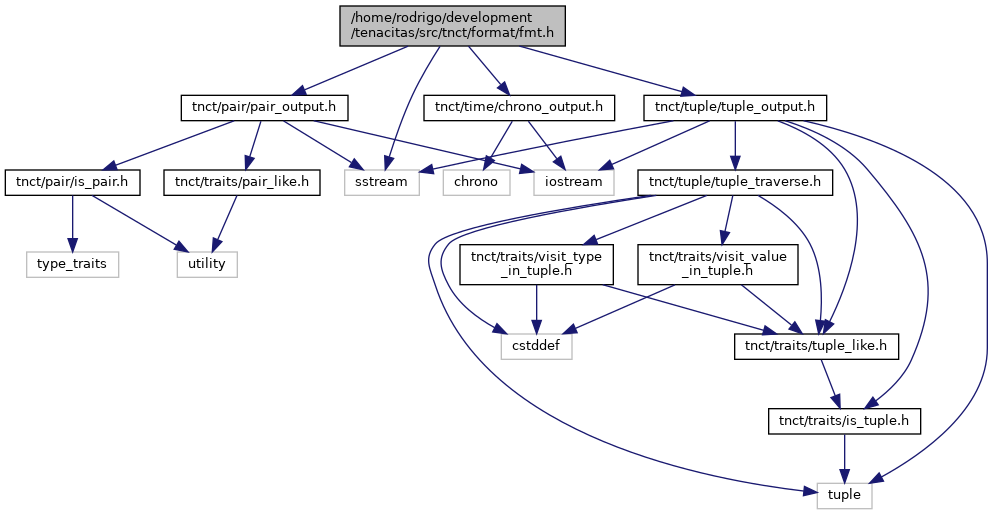 /home/rodrigo/development
/tenacitas/src/tnct/format/fmt.h
tnct/pair/pair_output.h
tnct/time/chrono_output.h
tnct/tuple/tuple_output.h
tnct/pair/is_pair.h
tnct/traits/pair_like.h
sstream
chrono
iostream
tnct/tuple/tuple_traverse.h
type_traits
utility
tnct/traits/visit_type
_in_tuple.h
tnct/traits/visit_value
_in_tuple.h
cstddef
tnct/traits/tuple_like.h
tnct/traits/is_tuple.h
tuple